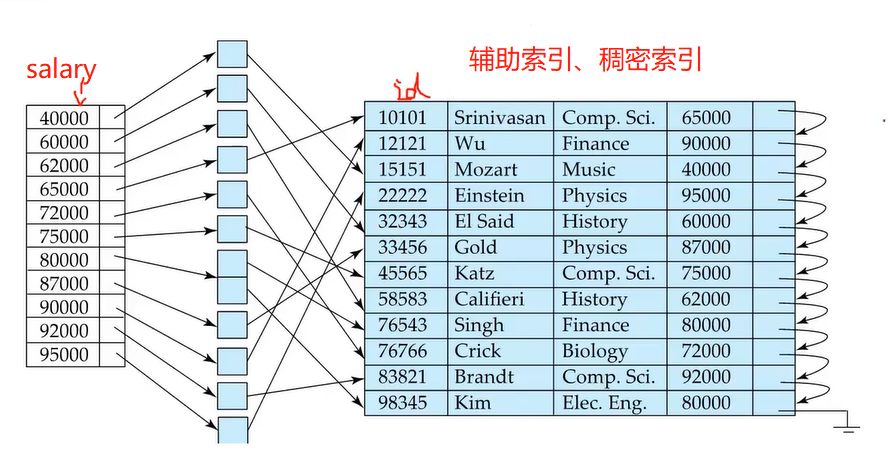 salary
辅助索引、稠密索引
id
40000
60000
62000
65000
72000
75000
80000
87000
90000
92000
95000
10101 Srinivasan Comp. Sci. 65000
12121 Wu Finance 90000
15151 Mozart Music 40000
22222 Einstein Physics 95000
32343 El Said History 60000
33456 Gold Physics 87000
45565 Katz Comp. Sci. 75000
58583 Califieri History 62000
76543 Singh Finance 80000
76766 Crick Biology 72000
83821 Brandt Comp. Sci. 92000
98345 Kim Elec. Eng. 80000